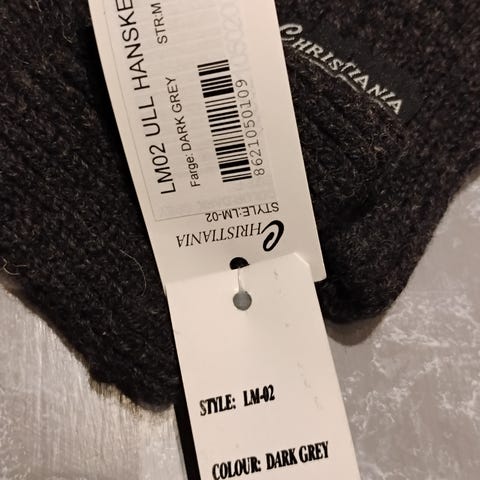 LM02 ULL HANSKE
STR:M
Farge:DARK GREY
8621050109
STYLE:LM-02
CHRISTIANIA
CHRISTIANIA
STYLE: LM-02
COLOUR: DARK GREY